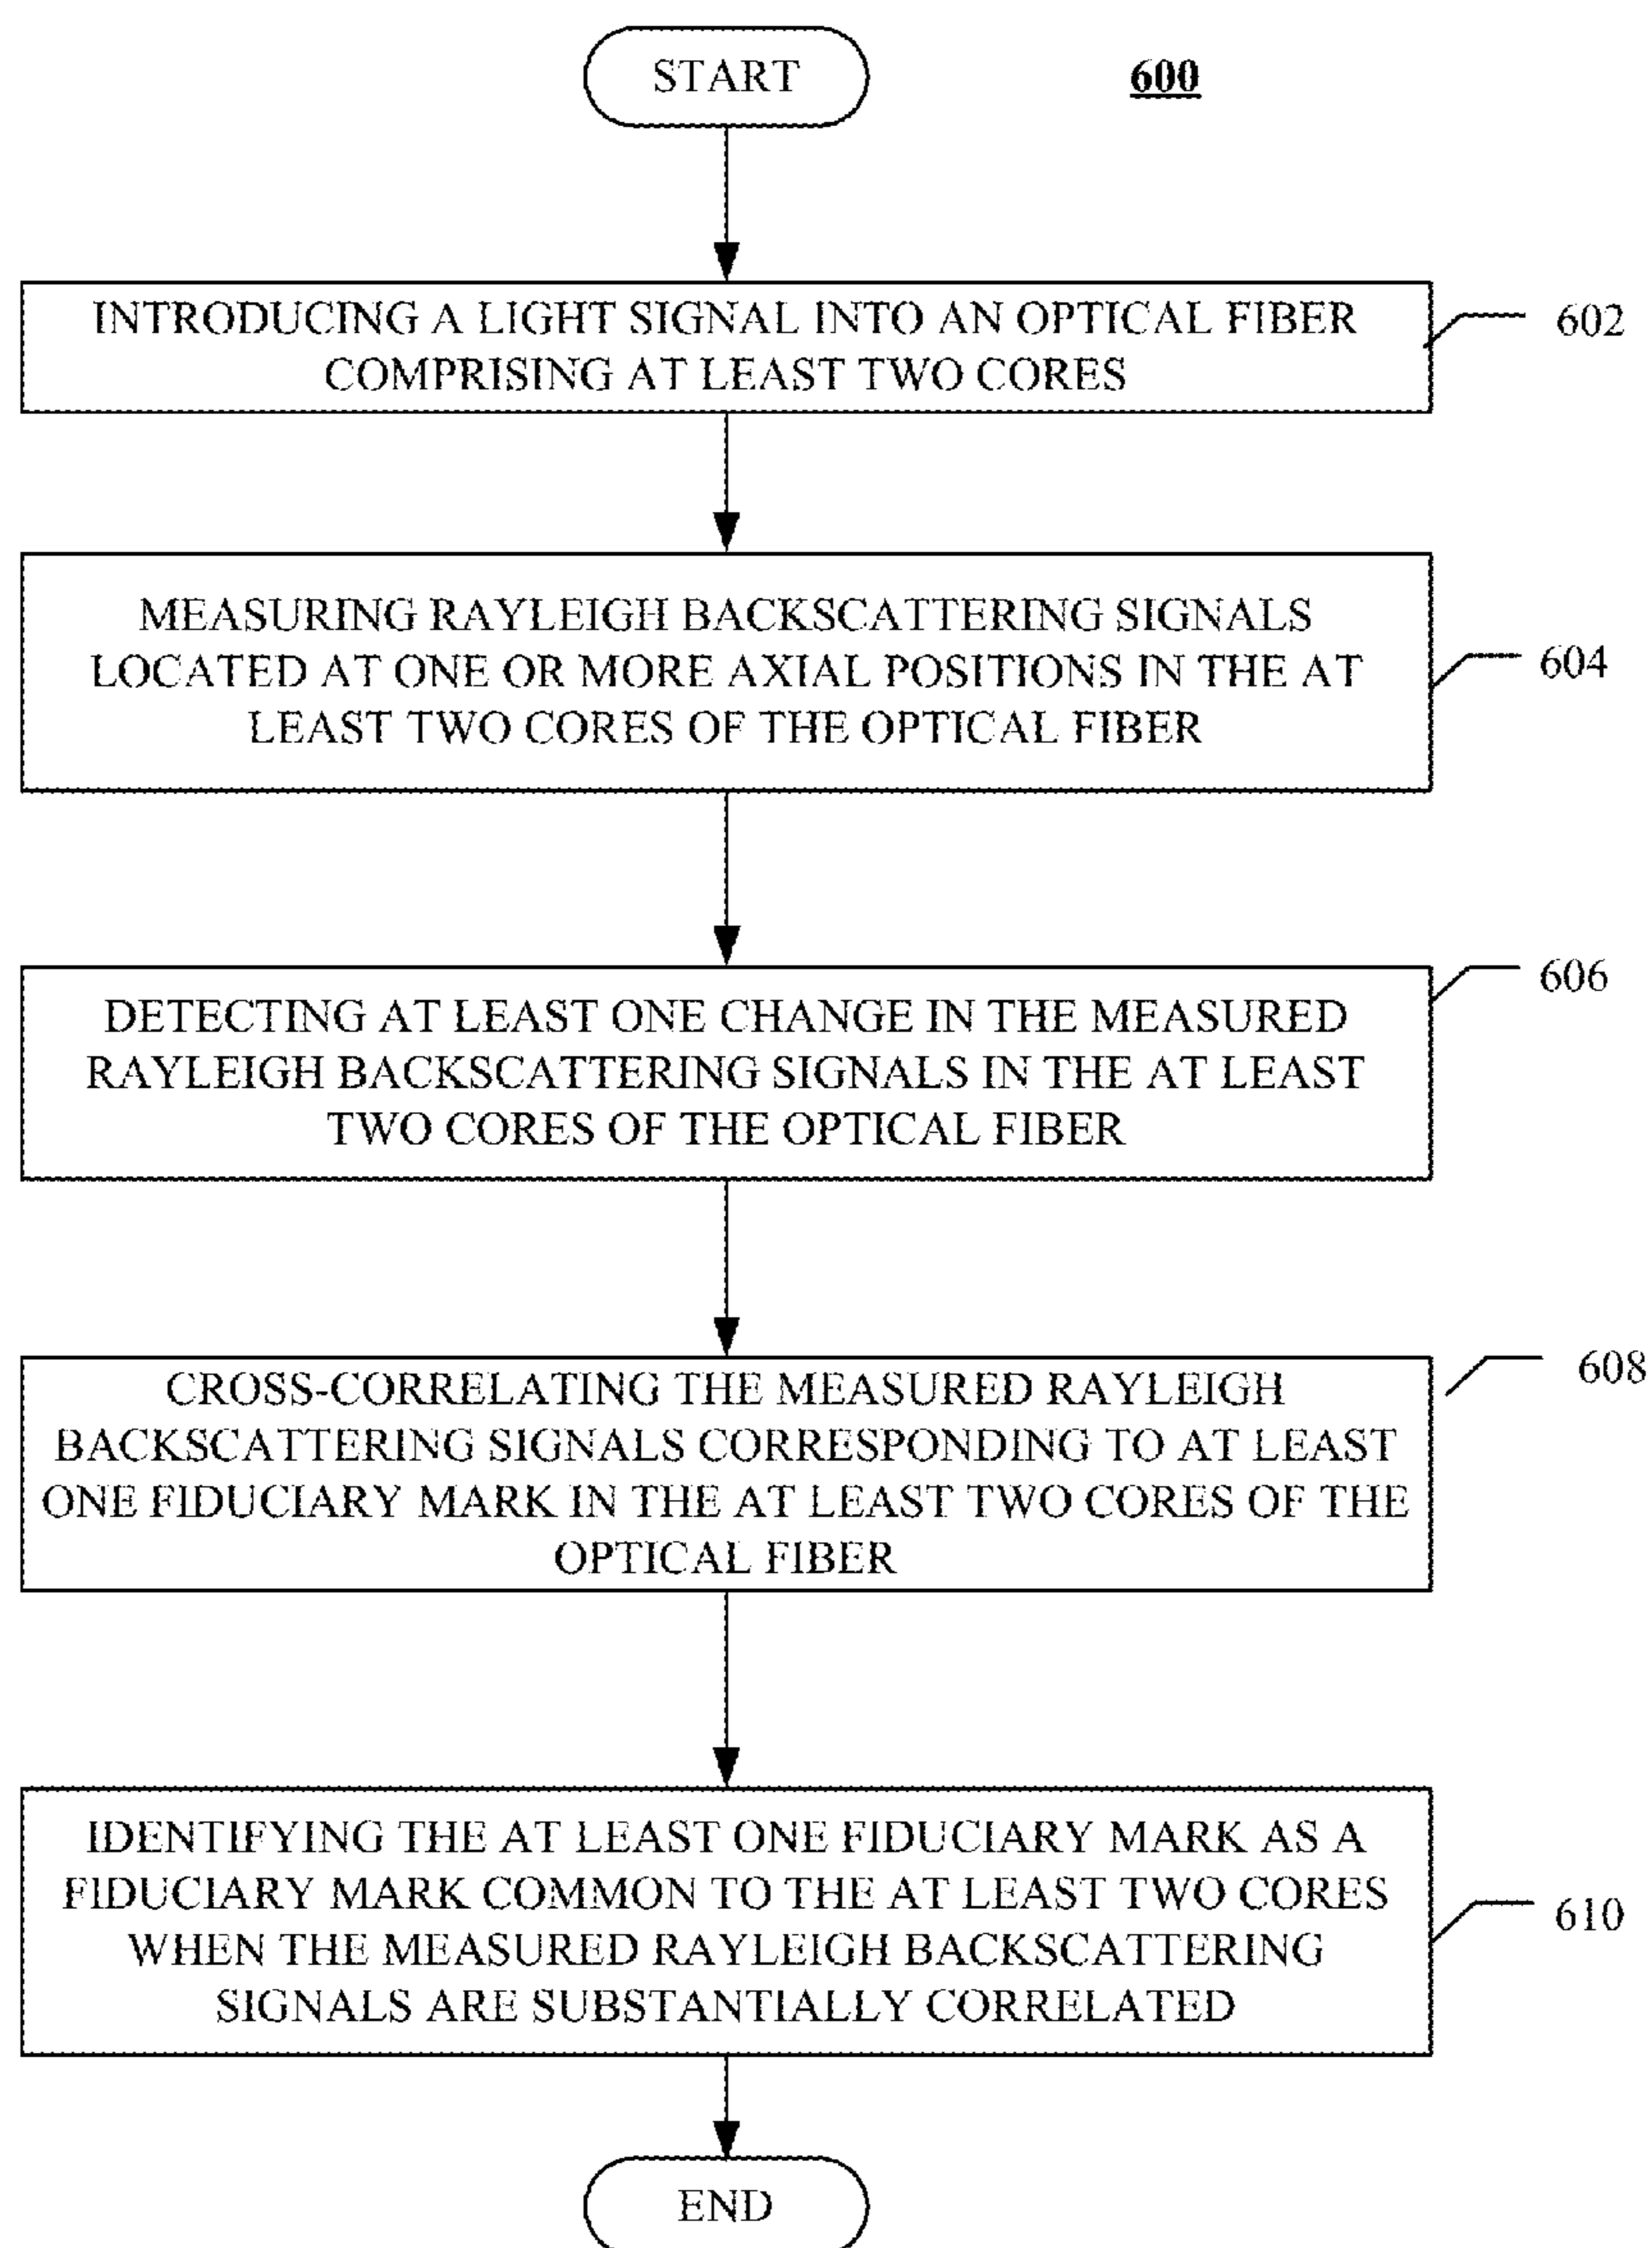 START
600
INTRODUCING A LIGHT SIGNAL INTO AN OPTICAL FIBER
COMPRISING AT LEAST TWO CORES
602
MEASURING RAYLEIGH BACKSCATTERING SIGNALS
LOCATED AT ONE OR MORE AXIAL POSITIONS IN THE AT
LEAST TWO CORES OF THE OPTICAL FIBER
604
DETECTING AT LEAST ONE CHANGE IN THE MEASURED
RAYLEIGH BACKSCATTERING SIGNALS IN THE AT LEAST
TWO CORES OF THE OPTICAL FIBER
606
CROSS-CORRELATING THE MEASURED RAYLEIGH
BACKSCATTERING SIGNALS CORRESPONDING TO AT LEAST
ONE FIDUCIARY MARK IN THE AT LEAST TWO CORES OF THE
OPTICAL FIBER
608
IDENTIFYING THE AT LEAST ONE FIDUCIARY MARK AS A
FIDUCIARY MARK COMMON TO THE AT LEAST TWO CORES
WHEN THE MEASURED RAYLEIGH BACKSCATTERING
SIGNALS ARE SUBSTANTIALLY CORRELATED
610
END